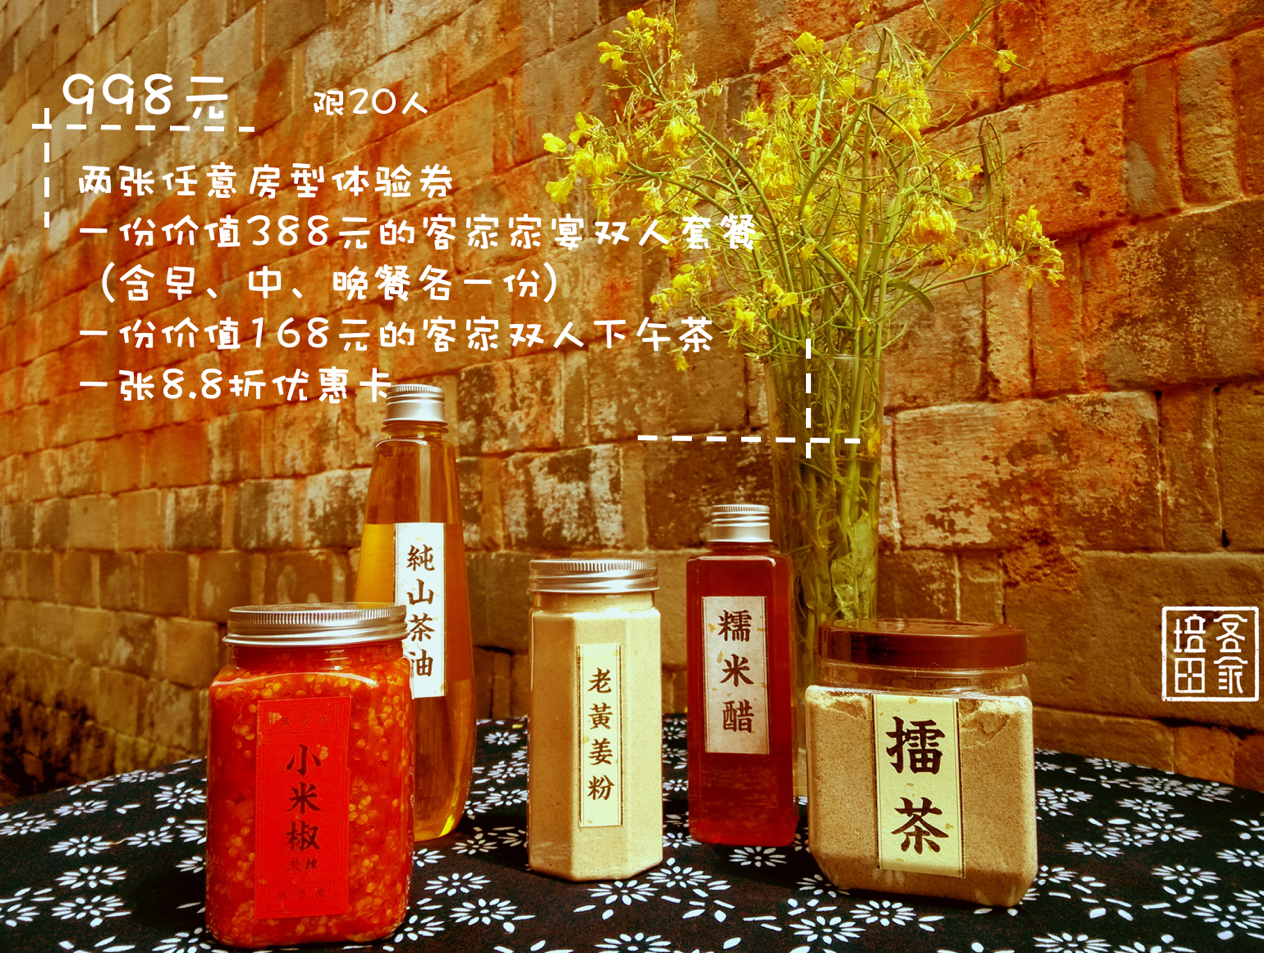 998元
限20人
两张任意房型体验券
一份价值388元的客家家宴双人套餐
(含早、中、晚餐各一份)
一份价值168元的客家双人下午茶
一张8.8折优惠卡
純山茶油
小米椒
老黄姜粉
糯米醋
擂茶
客家
培田